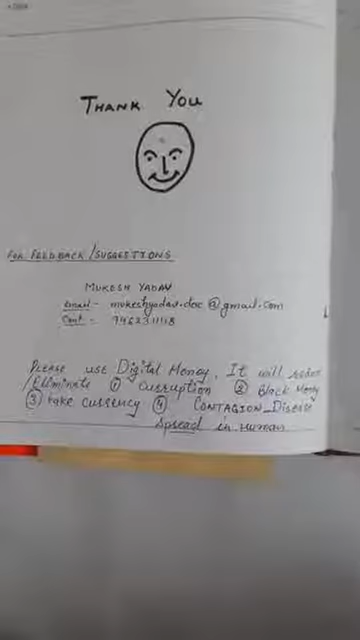 THANK YOU
FOR FEEDBACK/SUGGESTIONS
MUKESH YADAV
email:- mukeshyadav.doc@gmail.com
Cont:-
Please use Digital Money. It will reduce
/Eliminate ① Curruption ② Black Money
③ Fake currency ④ CONTAGION Disease
Spread in Human